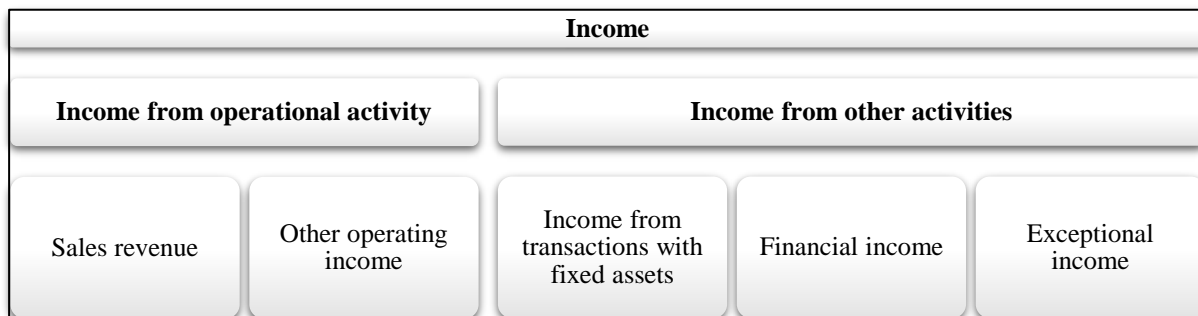 Income
Income from operational activity
Income from other activities
Sales revenue
Other operating
income
Income from
transactions with
fixed assets
Financial income
Exceptional
income